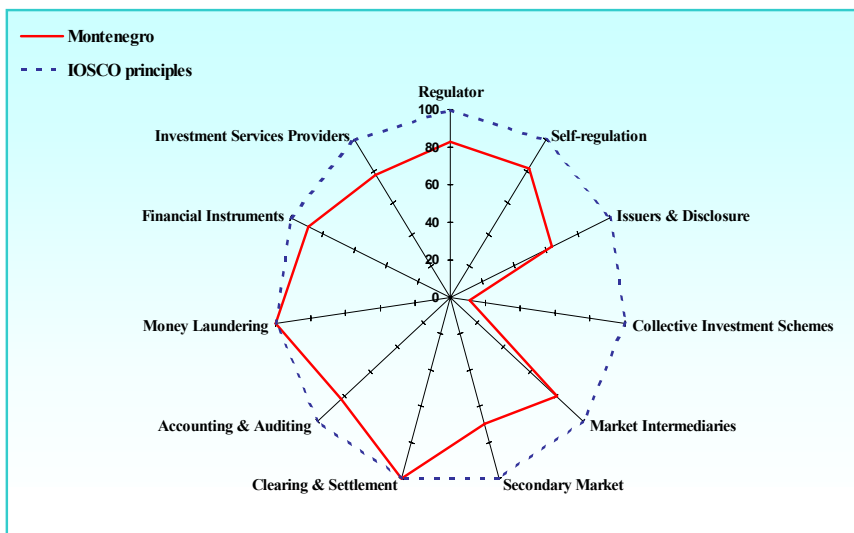 Montenegro
IOSCO principles
Regulator
100
Investment Services Providers
Self-regulation
80
60
Financial Instruments
Issuers & Disclosure
40
20
0
Money Laundering
Collective Investment Schemes
Accounting & Auditing
Market Intermediaries
Clearing & Settlement
Secondary Market